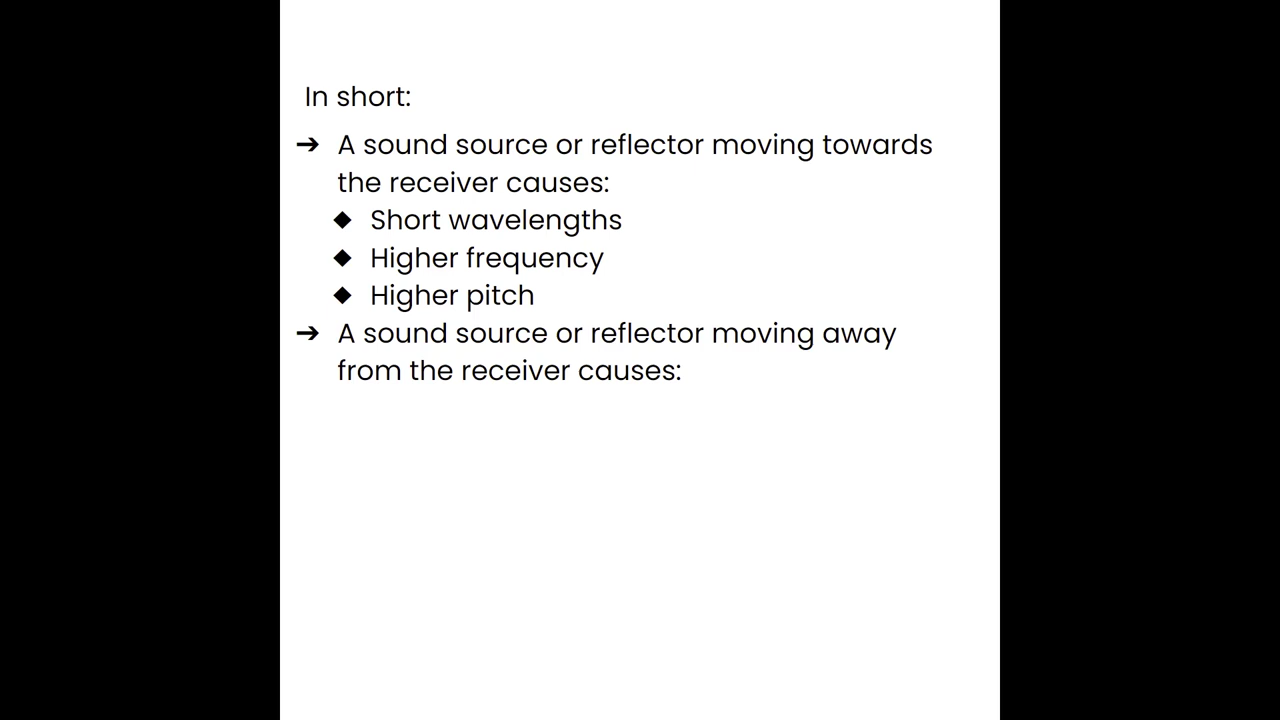 In short:
➔ A sound source or reflector moving towards
the receiver causes:
◆ Short wavelengths
◆ Higher frequency
◆ Higher pitch
➔ A sound source or reflector moving away
from the receiver causes: